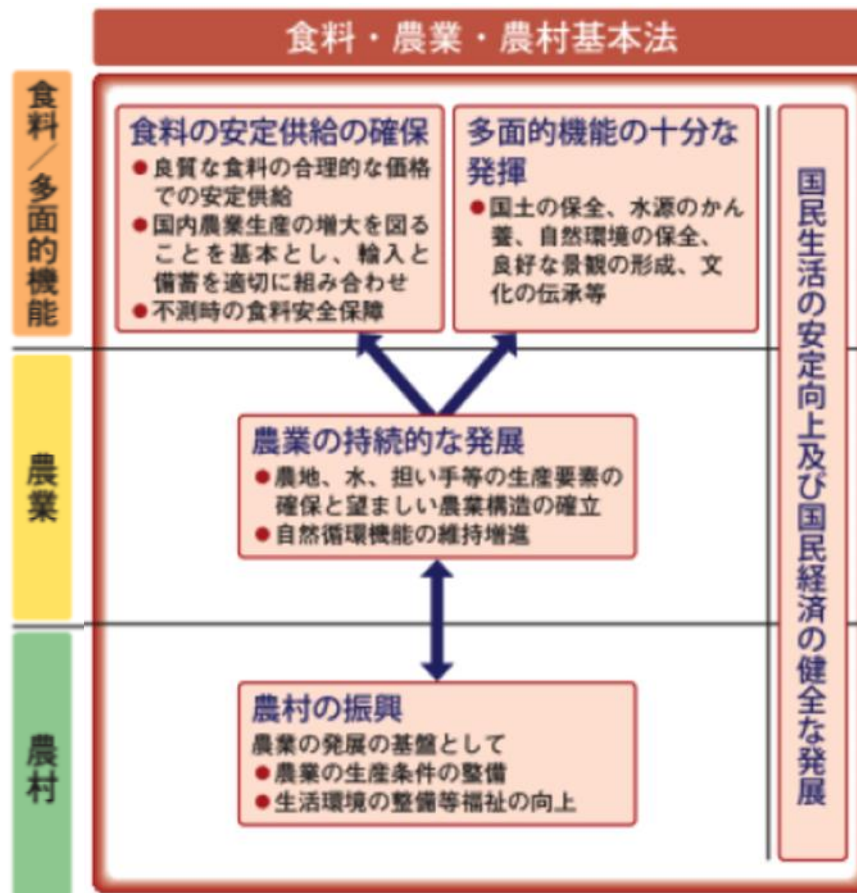 食料・農業・農村基本法
食料／多面的機能
食料の安定供給の確保
●良質な食料の合理的な価格
での安定供給
●国内農業生産の増大を図る
ことを基本とし、輸入と
備蓄を適切に組み合わせ
●不測時の食料安全保障
多面的機能の十分な
発揮
●国土の保全、水源のかん
養、自然環境の保全、
良好な景観の形成、文
化の伝承等
農業
農業の持続的な発展
●農地、水、担い手等の生産要素の
確保と望ましい農業構造の確立
●自然循環機能の維持増進
農村
農村の振興
農業の発展の基盤として
●農業の生産条件の整備
●生活環境の整備等福祉の向上
国民生活の安定向上及び国民経済の健全な発展